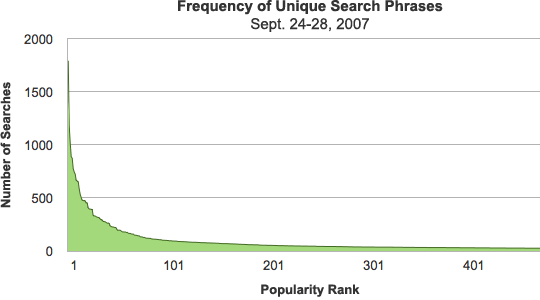 Frequency of Unique Search Phrases
Sept. 24-28, 2007
2000
1500
1000
500
0
Number of Searches
1 101 201 301 401
Popularity Rank